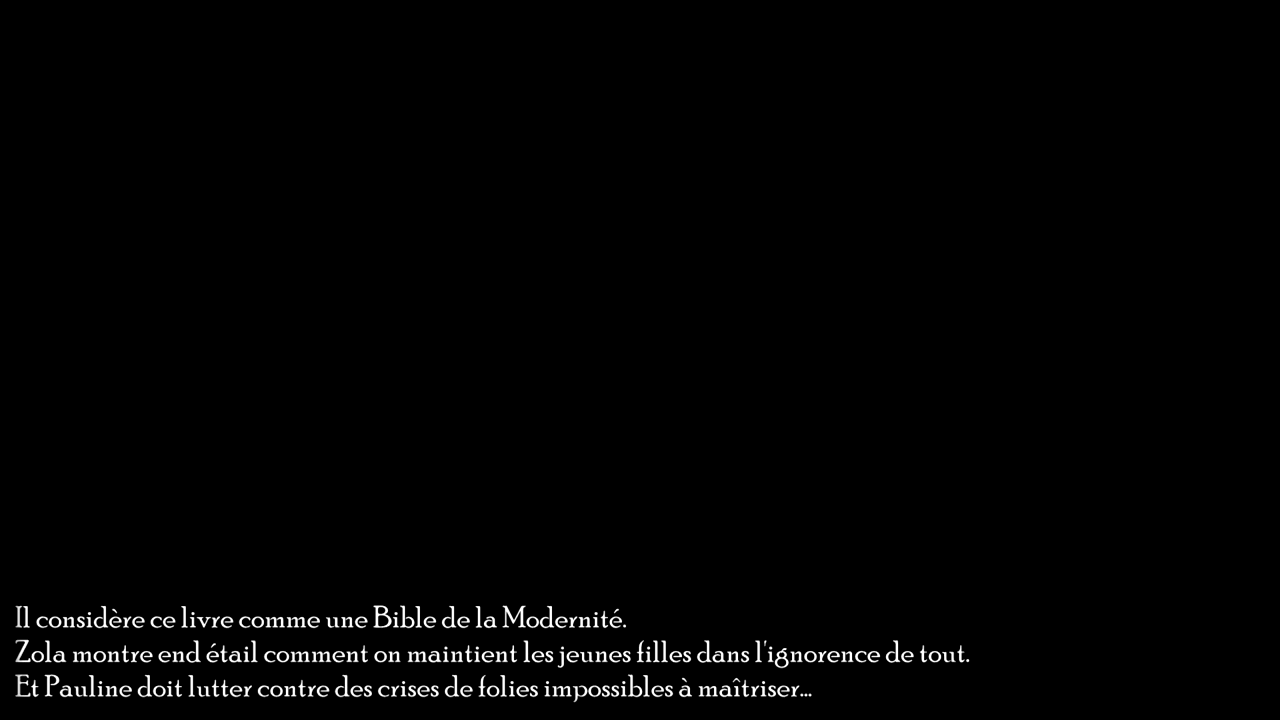 Il considère ce livre comme une Bible de la Modernité.
Zola montre end étail comment on maintient les jeunes filles dans l'ignorence de tout.
Et Pauline doit lutter contre des crises de folies impossibles à maîtriser...